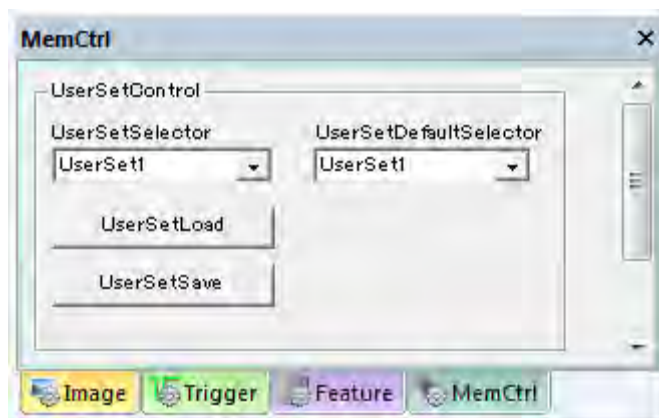 MemCtrl
UserSetControl
UserSetSelector UserSetDefaultSelector
UserSet1 UserSet1
UserSetLoad
UserSetSave
Image Trigger Feature MemCtrl